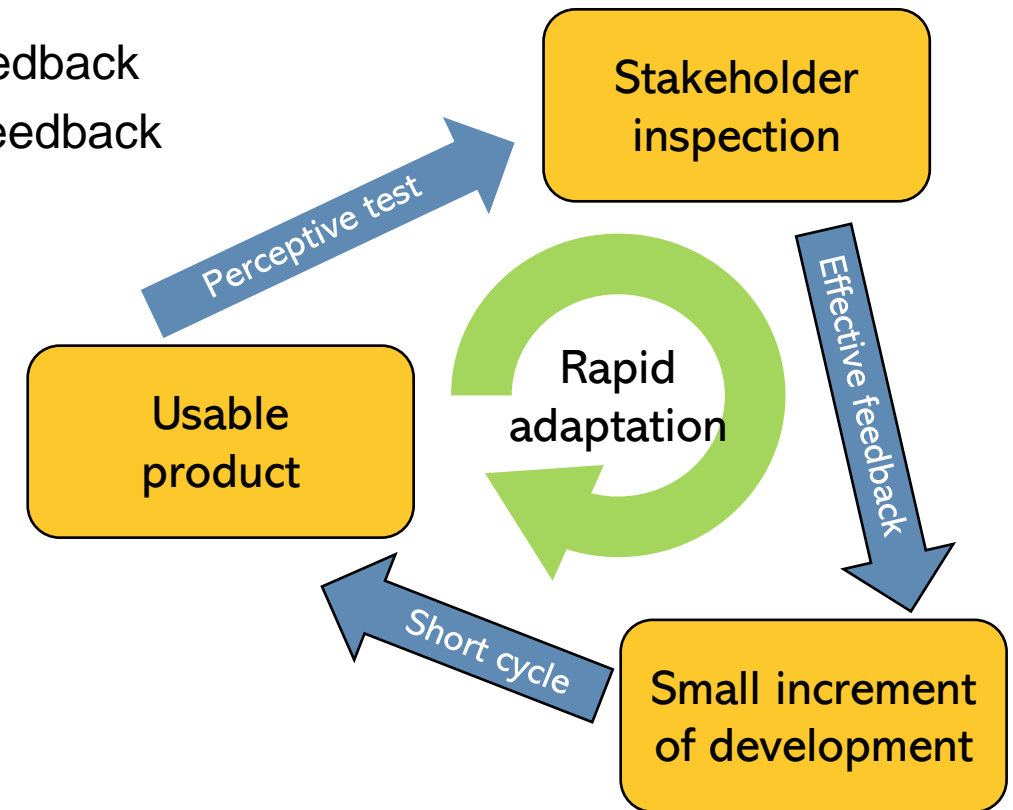 edback
eedback
Stakeholder
inspection
Perceptive test
Effective feedback
Rapid
adaptation
Usable
product
Short cycle
Small increment
of development